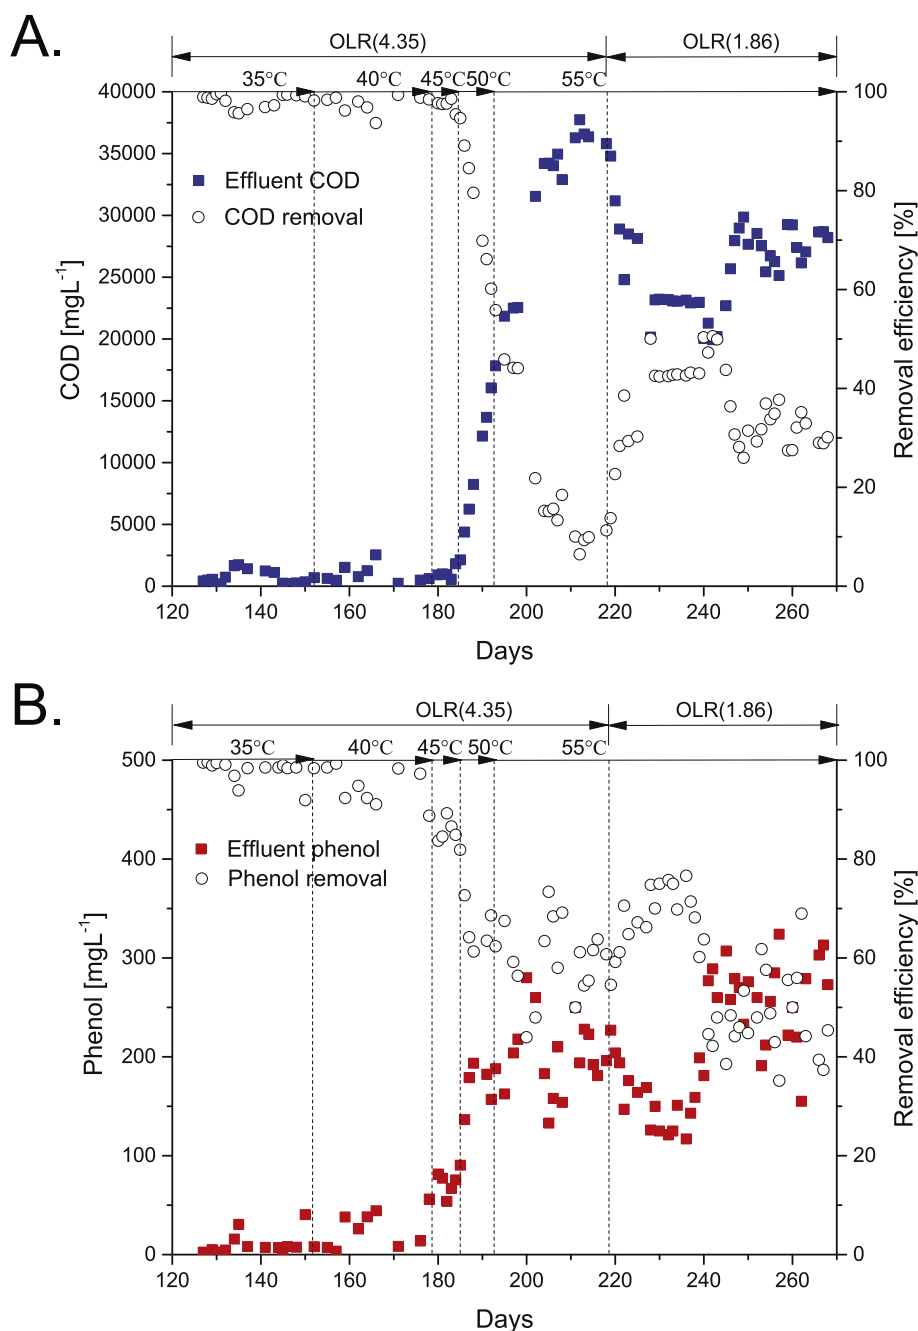 A.
OLR(4.35) OLR(1.86)
35°C 40°C 45°C 50°C 55°C
40000 100
35000
Effluent COD
80
COD removal
30000
25000
60
20000
15000
40
10000
20
5000
0 0
COD [mgL⁻¹]
Removal efficiency [%]
120 140 160 180 200 220 240 260
Days
B.
OLR(4.35) OLR(1.86)
35°C 40°C 45°C 50°C 55°C
500 100
Effluent phenol
Phenol removal
400 80
300 60
200 40
100 20
0 0
Phenol [mgL⁻¹]
Removal efficiency [%]
120 140 160 180 200 220 240 260
Days